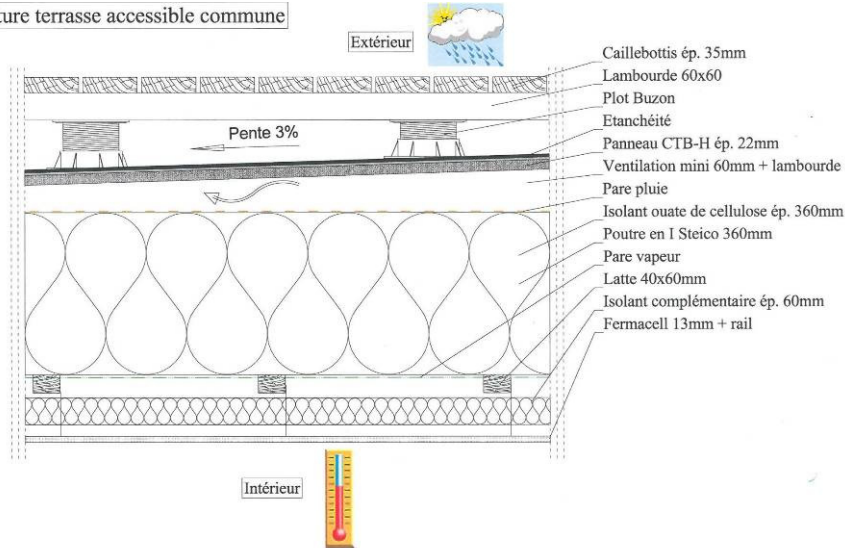 ture terrasse accessible commune
Extérieur
Caillebottis ép. 35mm
Lambourde 60x60
Plot Buzon
Etanchéité
Panneau CTB-H ép. 22mm
Ventilation mini 60mm + lambourde
Pare pluie
Isolant ouate de cellulose ép. 360mm
Poutre en I Steico 360mm
Pare vapeur
Latte 40x60mm
Isolant complémentaire ép. 60mm
Fermacell 13mm + rail
Pente 3%
Intérieur